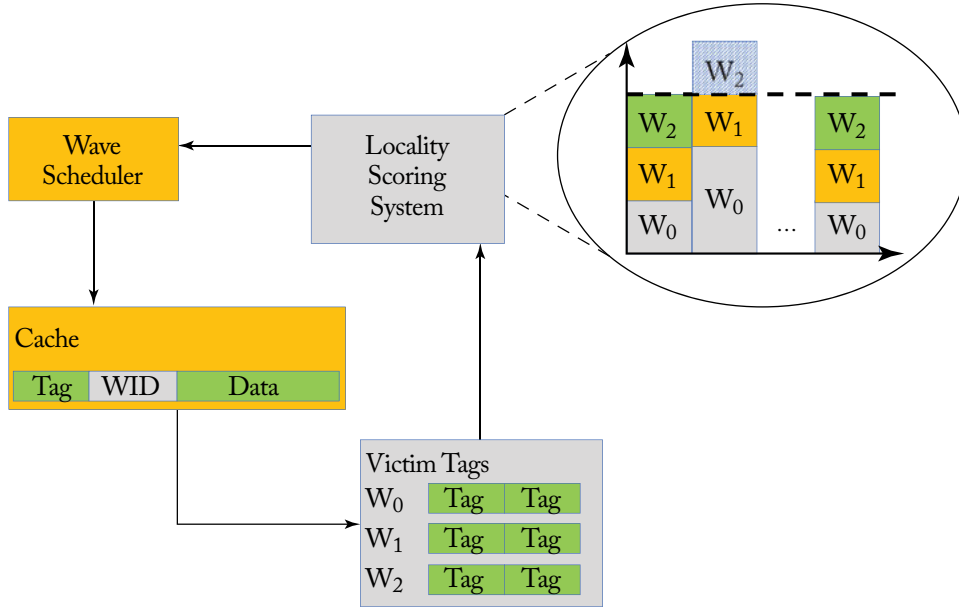 Wave
Scheduler
Locality
Scoring
System
W2
W2 W1 W2
W1 W1
W0 W0 ... W0
Cache
Tag WID Data
Victim Tags
W0 Tag Tag
W1 Tag Tag
W2 Tag Tag